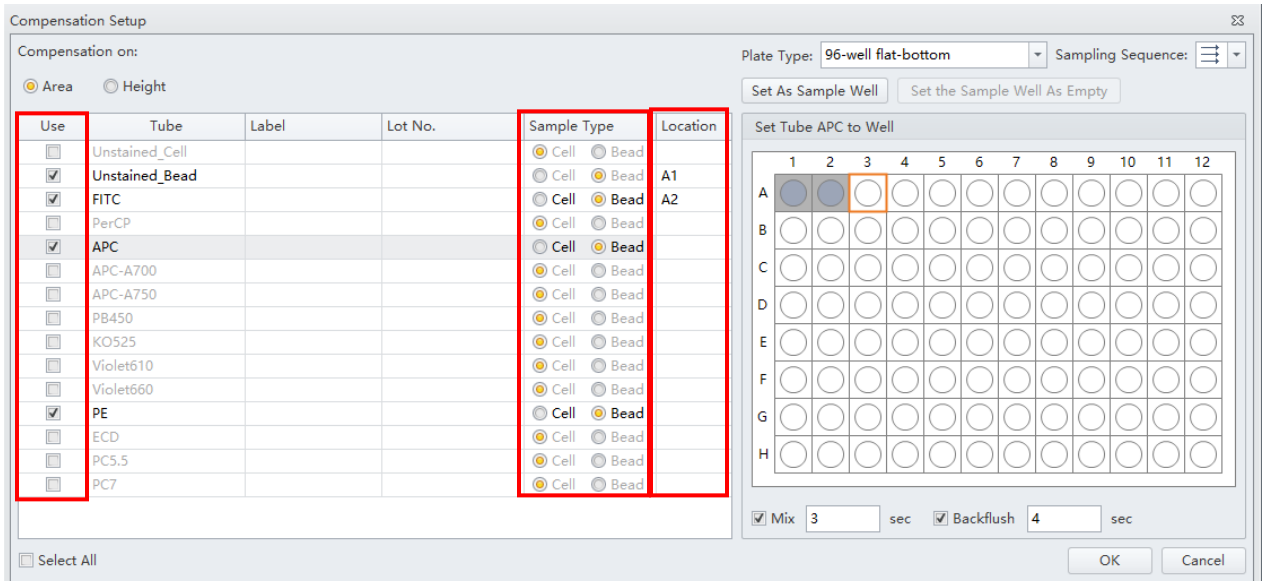 Compensation Setup
Compensation on:
Area Height
Use Tube Label Lot No. Sample Type Location
Unstained_Cell Cell Bead
Unstained_Bead Cell Bead A1
FITC Cell Bead A2
PerCP Cell Bead
APC Cell Bead
APC-A700 Cell Bead
APC-A750 Cell Bead
PB450 Cell Bead
KO525 Cell Bead
Violet610 Cell Bead
Violet660 Cell Bead
PE Cell Bead
ECD Cell Bead
PC5.5 Cell Bead
PC7 Cell Bead
Select All
Plate Type: 96-well flat-bottom Sampling Sequence:
Set As Sample Well Set the Sample Well As Empty
Set Tube APC to Well
1 2 3 4 5 6 7 8 9 10 11 12
A
B
C
D
E
F
G
H
Mix 3 sec Backflush 4 sec
OK Cancel